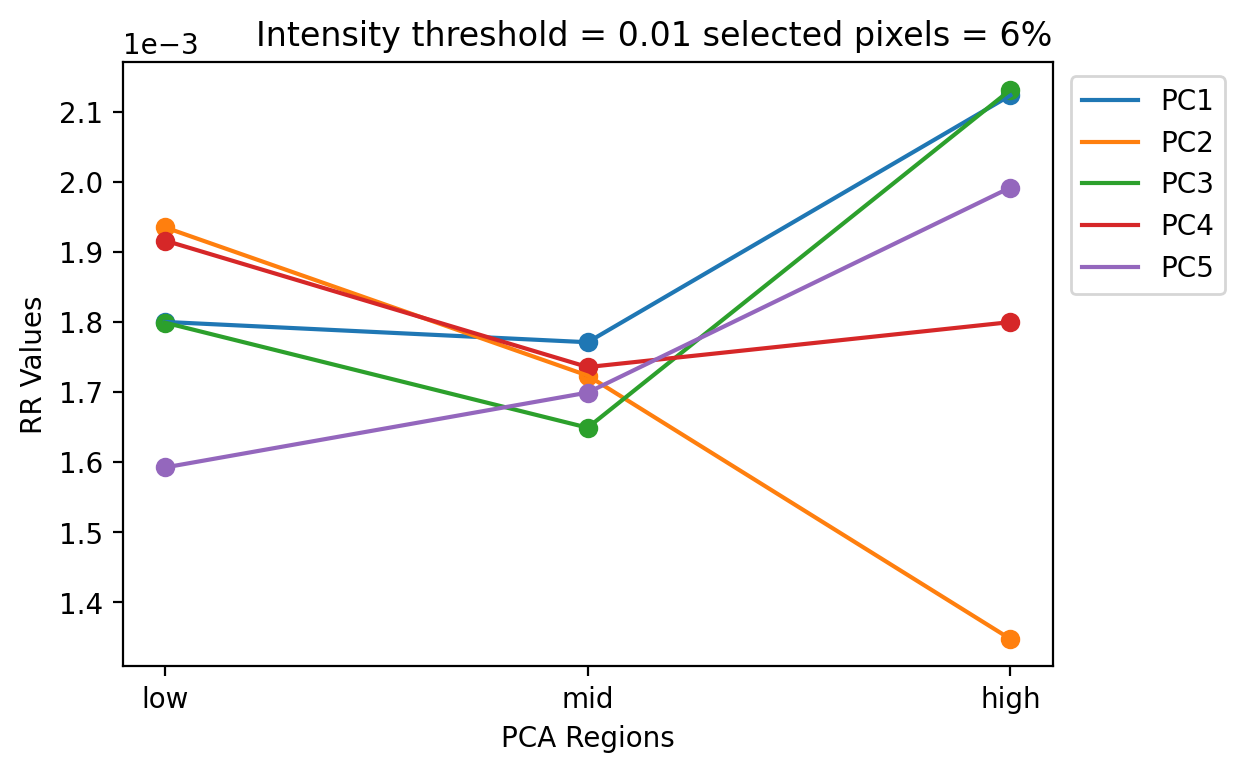 Intensity threshold = 0.01 selected pixels = 6%
1e−3
2.1
2.0
1.9
1.8
1.7
1.6
1.5
1.4
RR Values
low
mid
high
PCA Regions
PC1
PC2
PC3
PC4
PC5